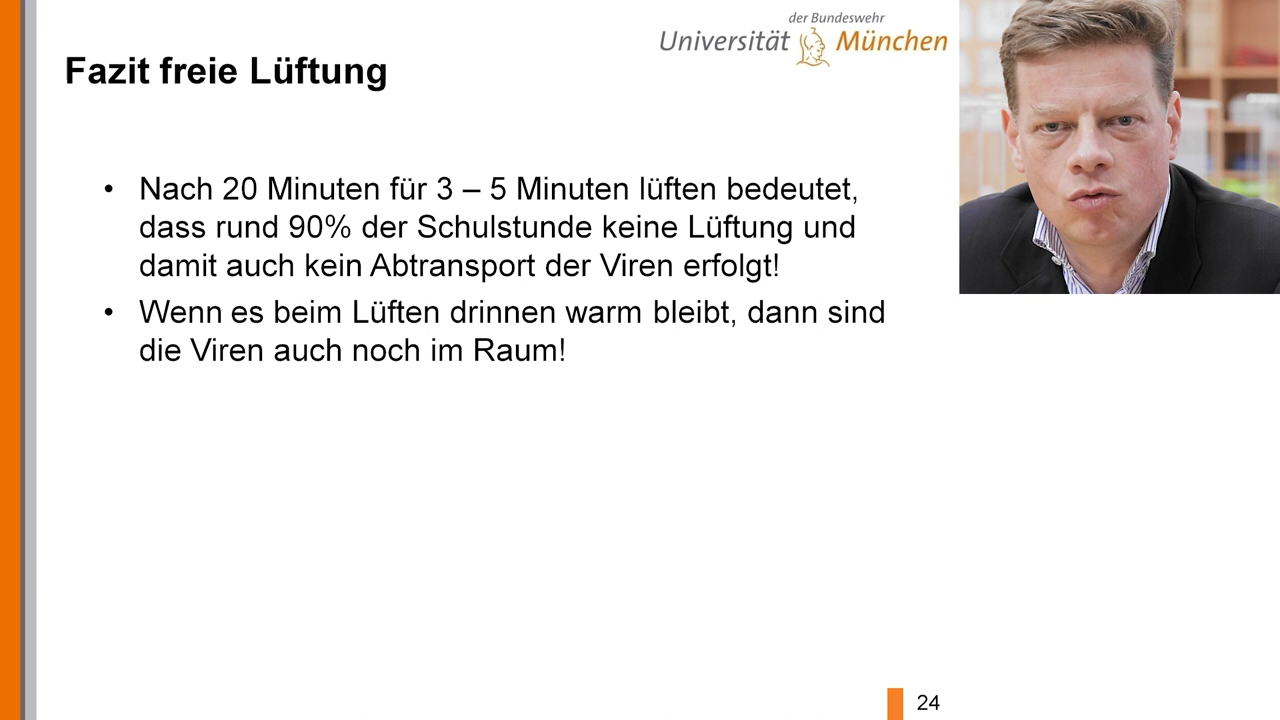 der Bundeswehr
Universität München
Fazit freie Lüftung
• Nach 20 Minuten für 3 – 5 Minuten lüften bedeutet,
dass rund 90% der Schulstunde keine Lüftung und
damit auch kein Abtransport der Viren erfolgt!
• Wenn es beim Lüften drinnen warm bleibt, dann sind
die Viren auch noch im Raum!
24